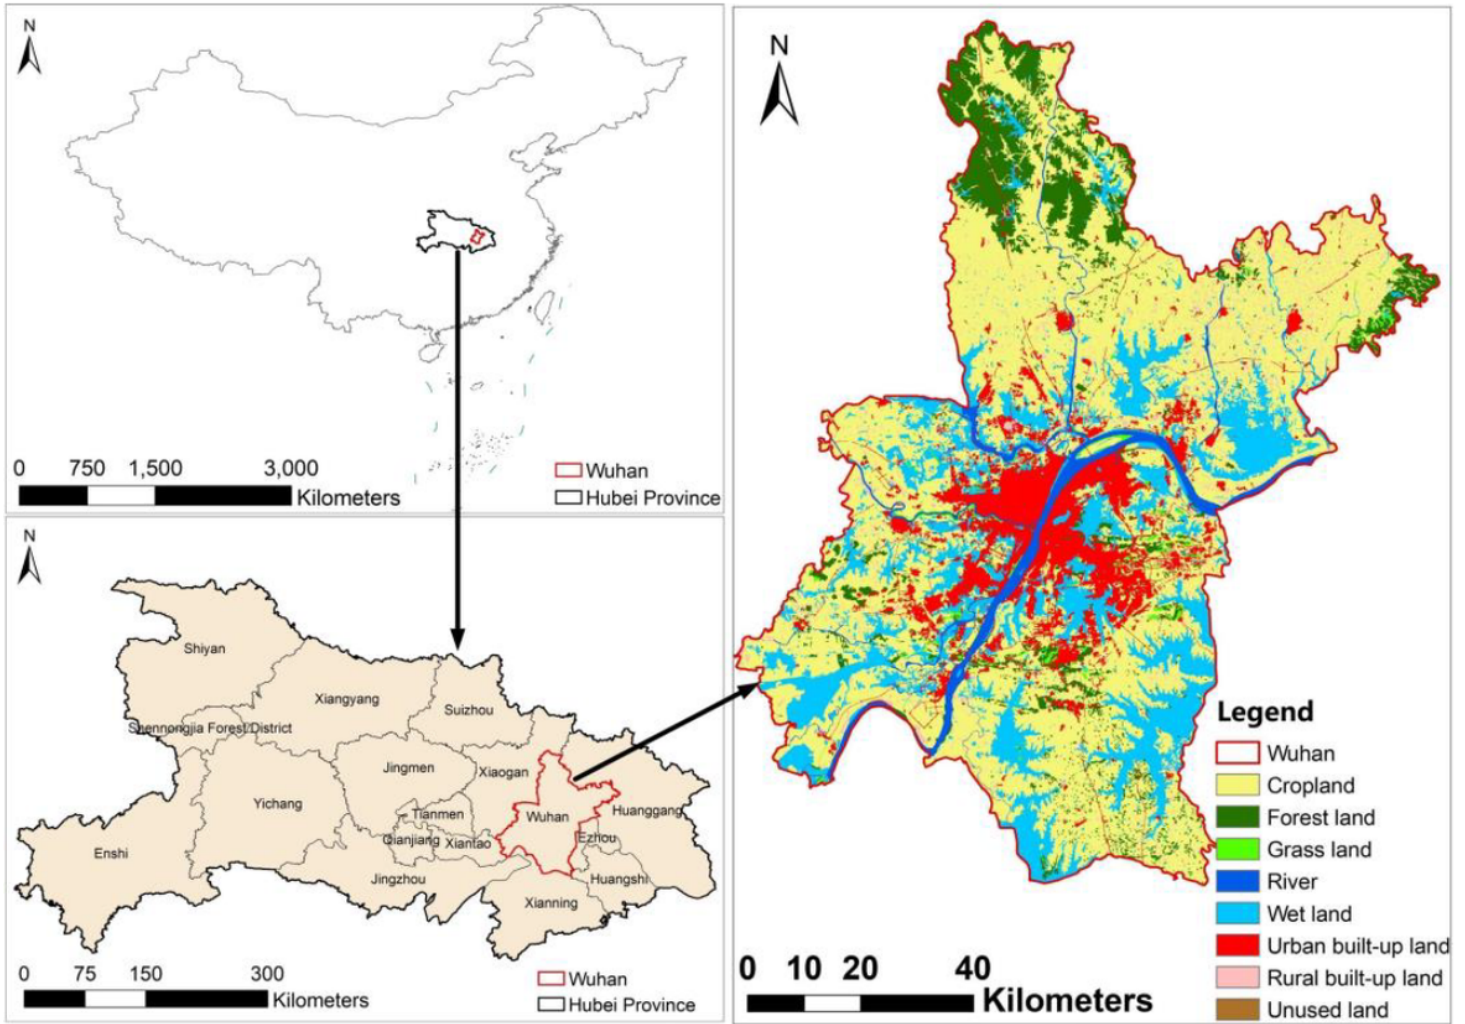 N
0 750 1,500 3,000
Kilometers
Wuhan
Hubei Province
N
Shiyan
Xiangyang
Suizhou
Shennongjia Forest District
Jingmen
Xiaogan
Yichang
Tianmen
Wuhan
Huanggang
Qianjiang
Xiantao
Ezhou
Enshi
Jingzhou
Huangshi
Xianning
0 75 150 300
Kilometers
Wuhan
Hubei Province
N
Legend
Wuhan
Cropland
Forest land
Grass land
River
Wet land
Urban built-up land
Rural built-up land
Unused land
0 10 20 40
Kilometers